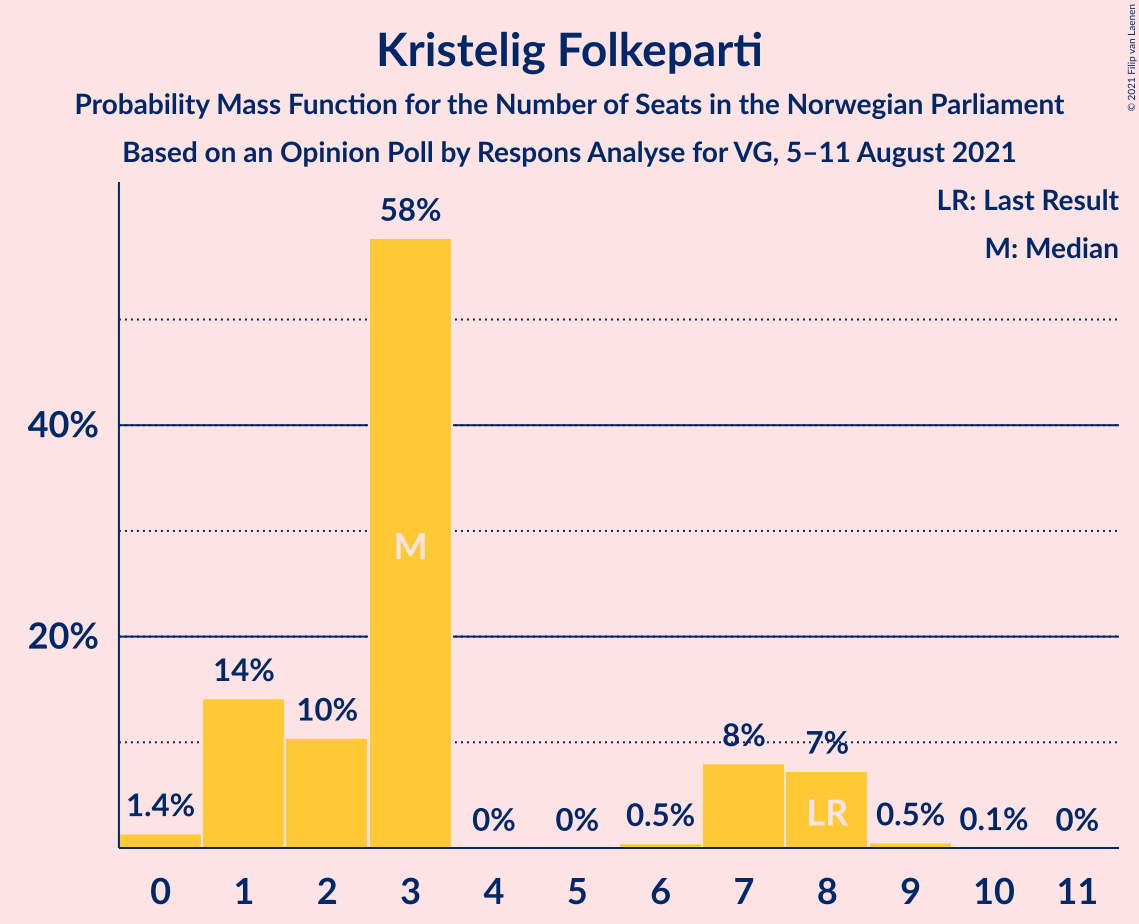 Kristelig Folkeparti
Probability Mass Function for the Number of Seats in the Norwegian Parliament
Based on an Opinion Poll by Respons Analyse for VG, 5–11 August 2021
© 2021 Filip van Laenen
LR: Last Result
M: Median
58%
40%
M
20%
14%
10%
8%
7%
1.4%
0%
0%
0.5%
LR
0.5%
0.1%
0%
0 1 2 3 4 5 6 7 8 9 10 11